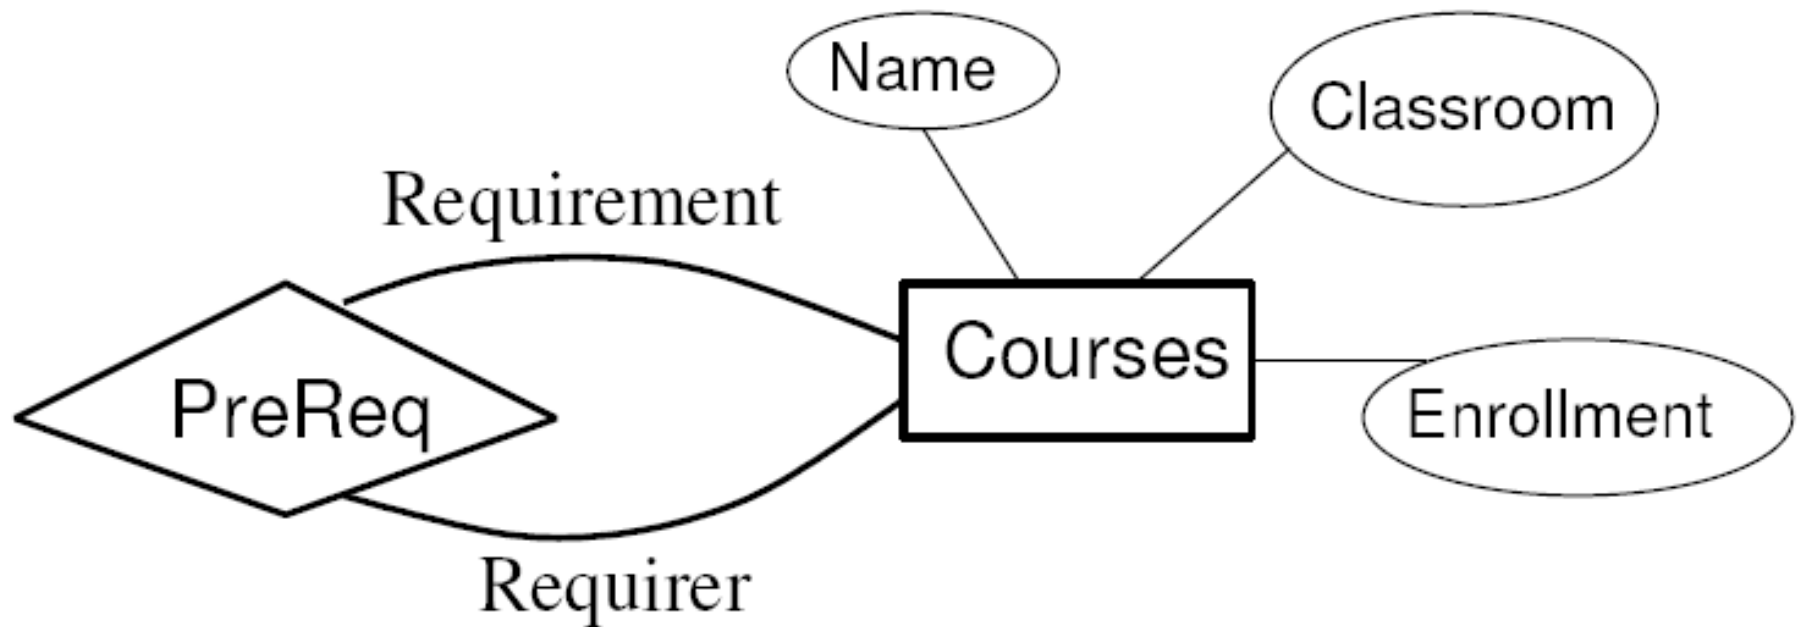 Name
Classroom
Requirement
Courses
PreReq
Enrollment
Requirer